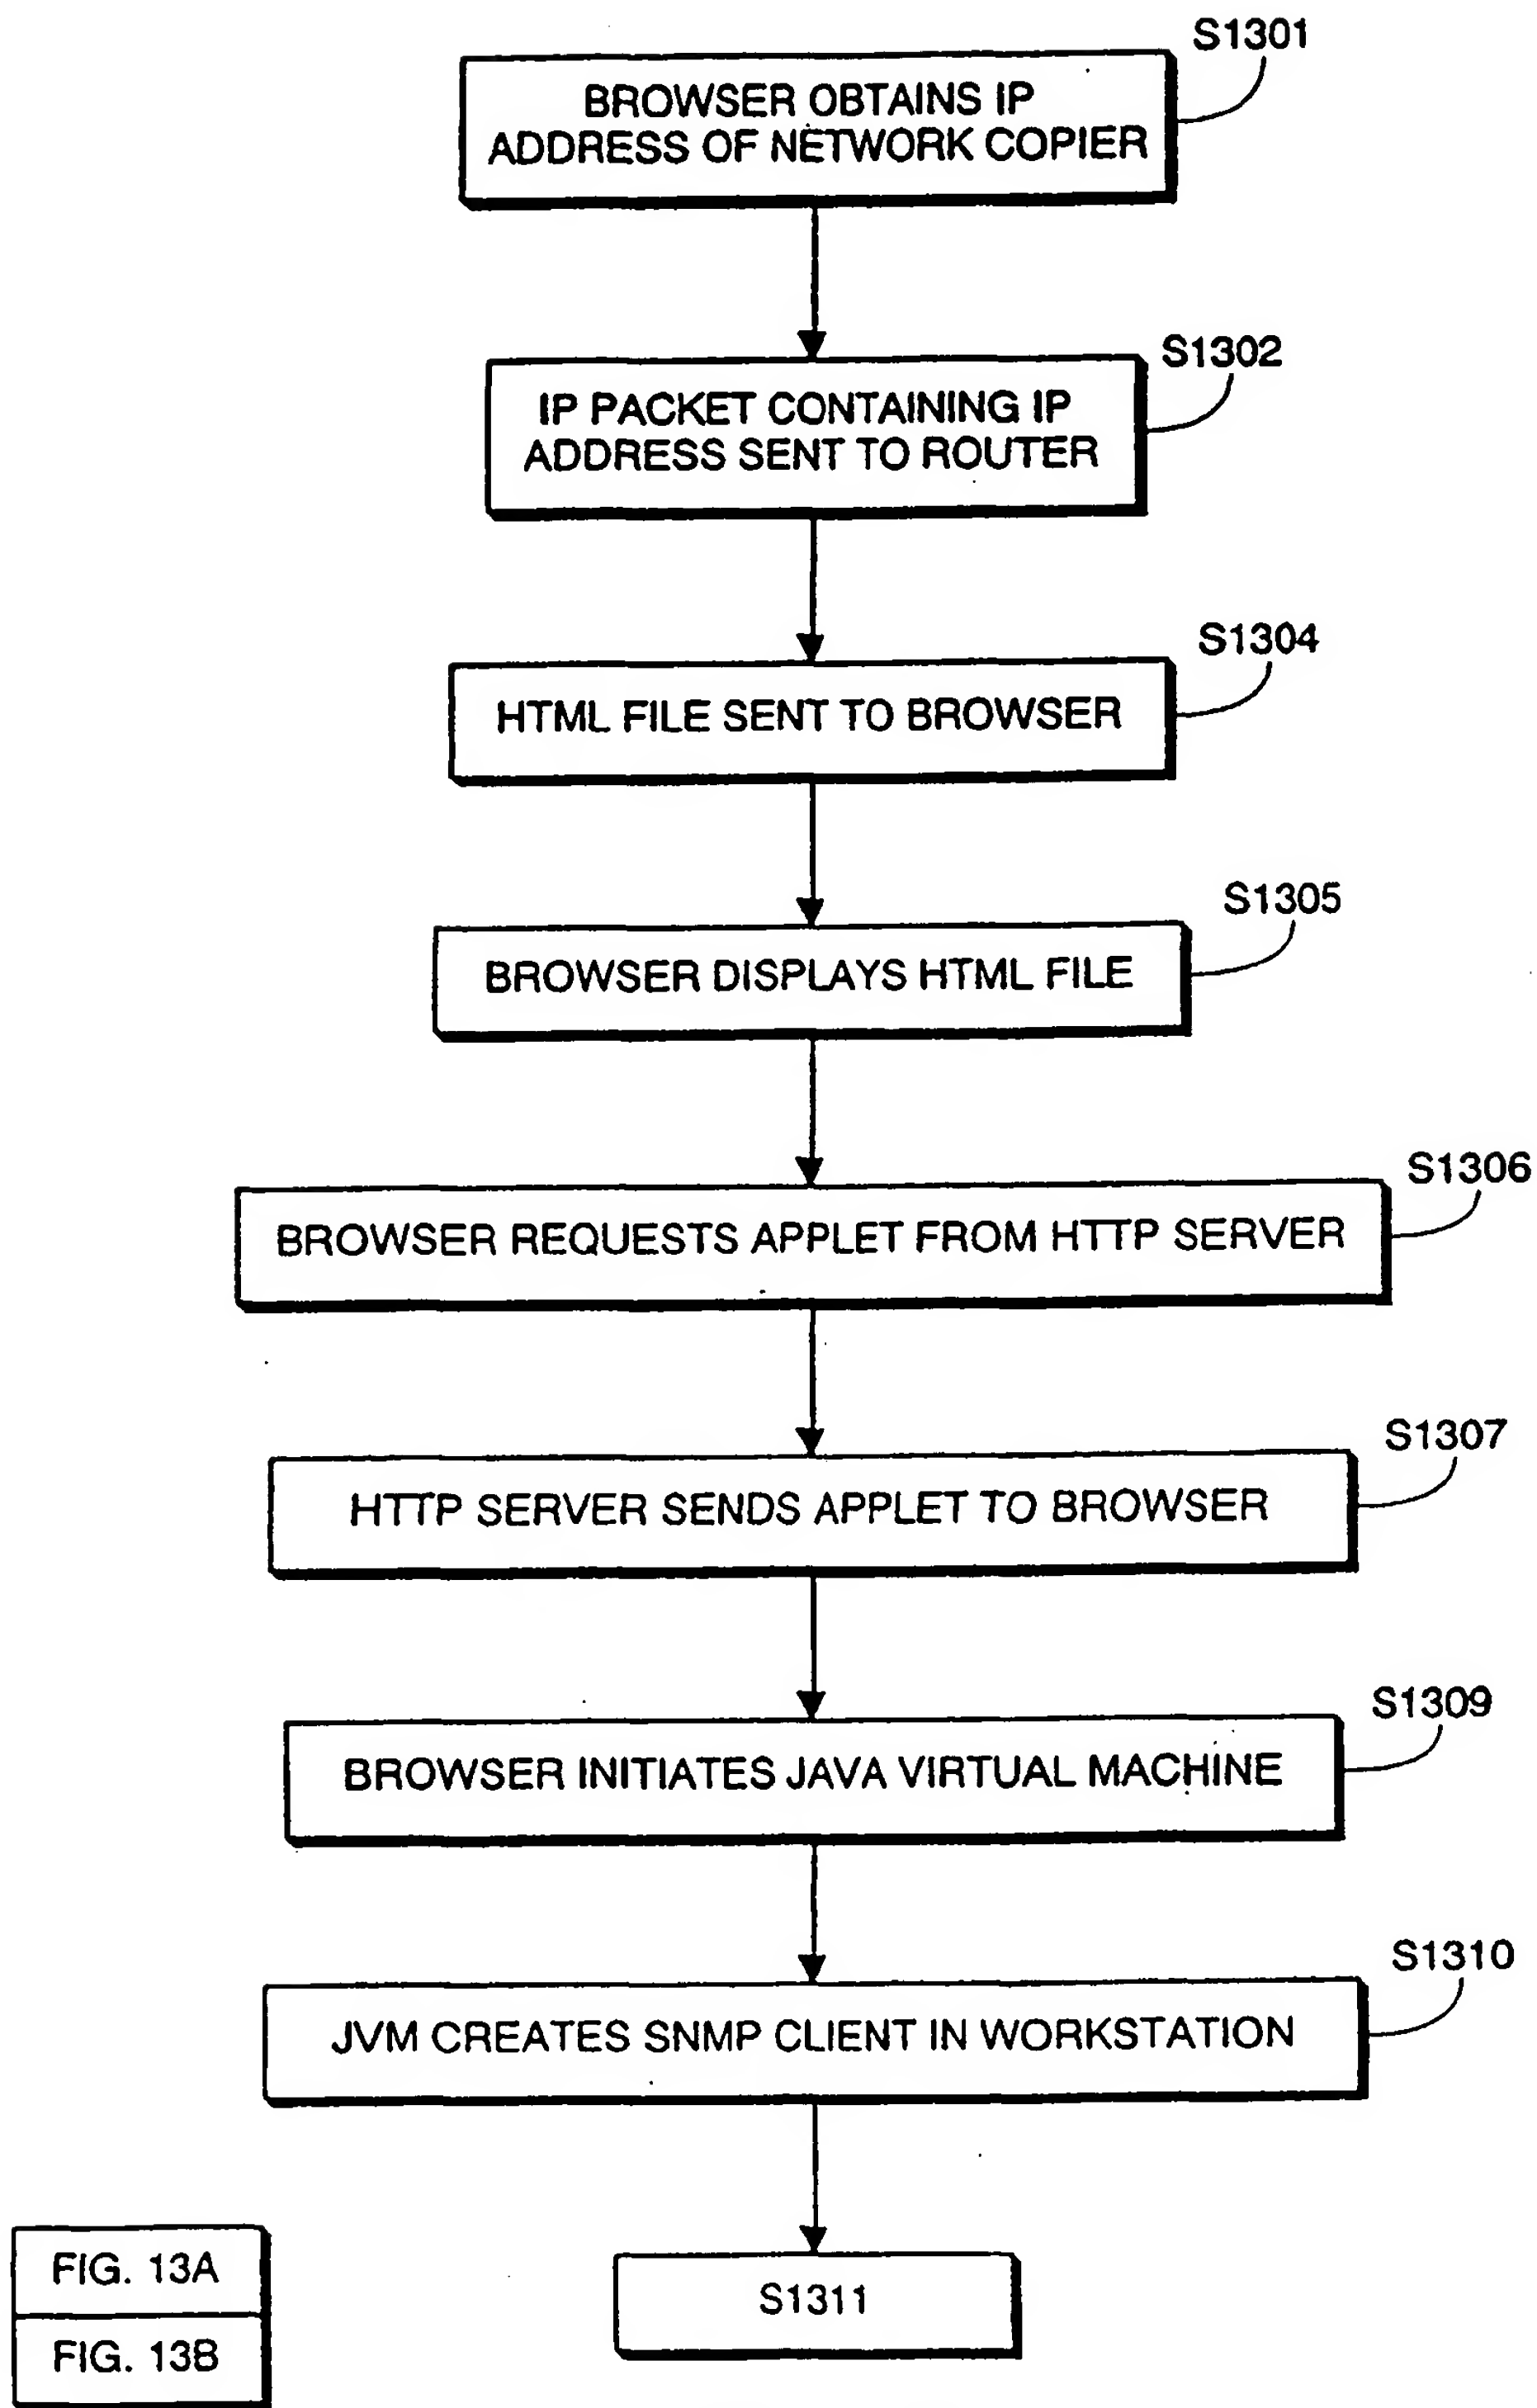 S1301
BROWSER OBTAINS IP
ADDRESS OF NETWORK COPIER
S1302
IP PACKET CONTAINING IP
ADDRESS SENT TO ROUTER
S1304
HTML FILE SENT TO BROWSER
S1305
BROWSER DISPLAYS HTML FILE
S1306
BROWSER REQUESTS APPLET FROM HTTP SERVER
S1307
HTTP SERVER SENDS APPLET TO BROWSER
S1309
BROWSER INITIATES JAVA VIRTUAL MACHINE
S1310
JVM CREATES SNMP CLIENT IN WORKSTATION
S1311
FIG. 13A
FIG. 13B